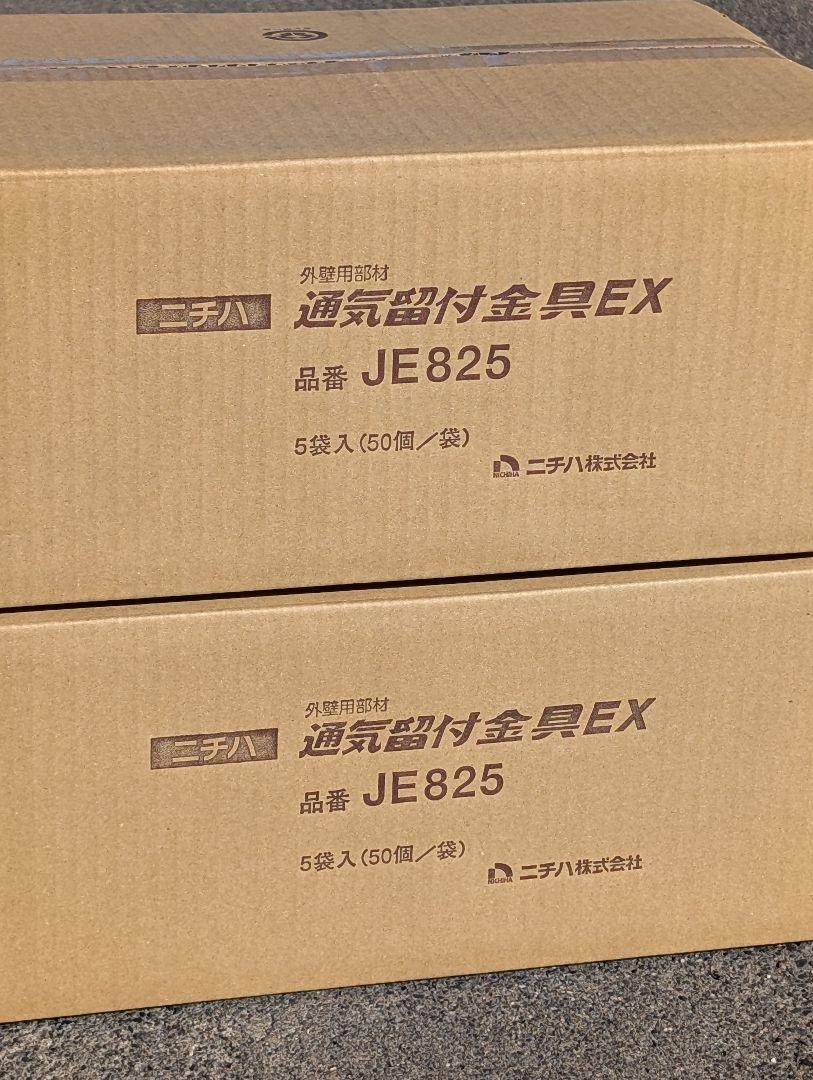 外壁用部材
ニチハ 通気留付金具EX
品番 JE825
5袋入(50個/袋)
NICHIHA ニチハ株式会社
外壁用部材
ニチハ 通気留付金具EX
品番 JE825
5袋入(50個/袋)
NICHIHA ニチハ株式会社